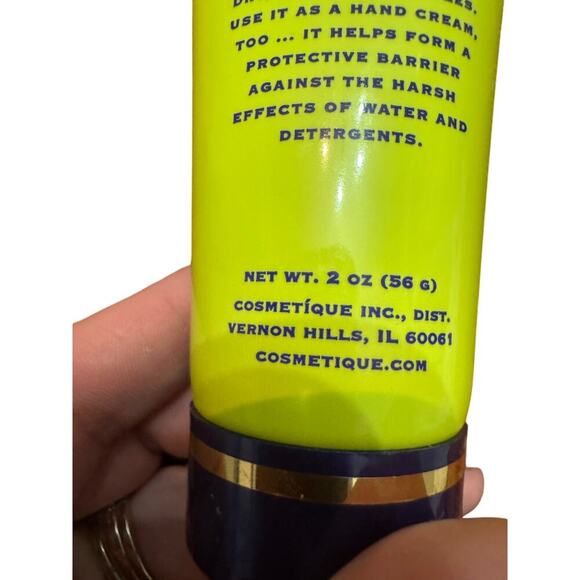 USE IT AS A HAND CREAM,
TOO ... IT HELPS FORM A
PROTECTIVE BARRIER
AGAINST THE HARSH
EFFECTS OF WATER AND
DETERGENTS.
NET WT. 2 OZ (56 G)
COSMETÍQUE INC., DIST.
VERNON HILLS, IL 60061
COSMETIQUE.COM